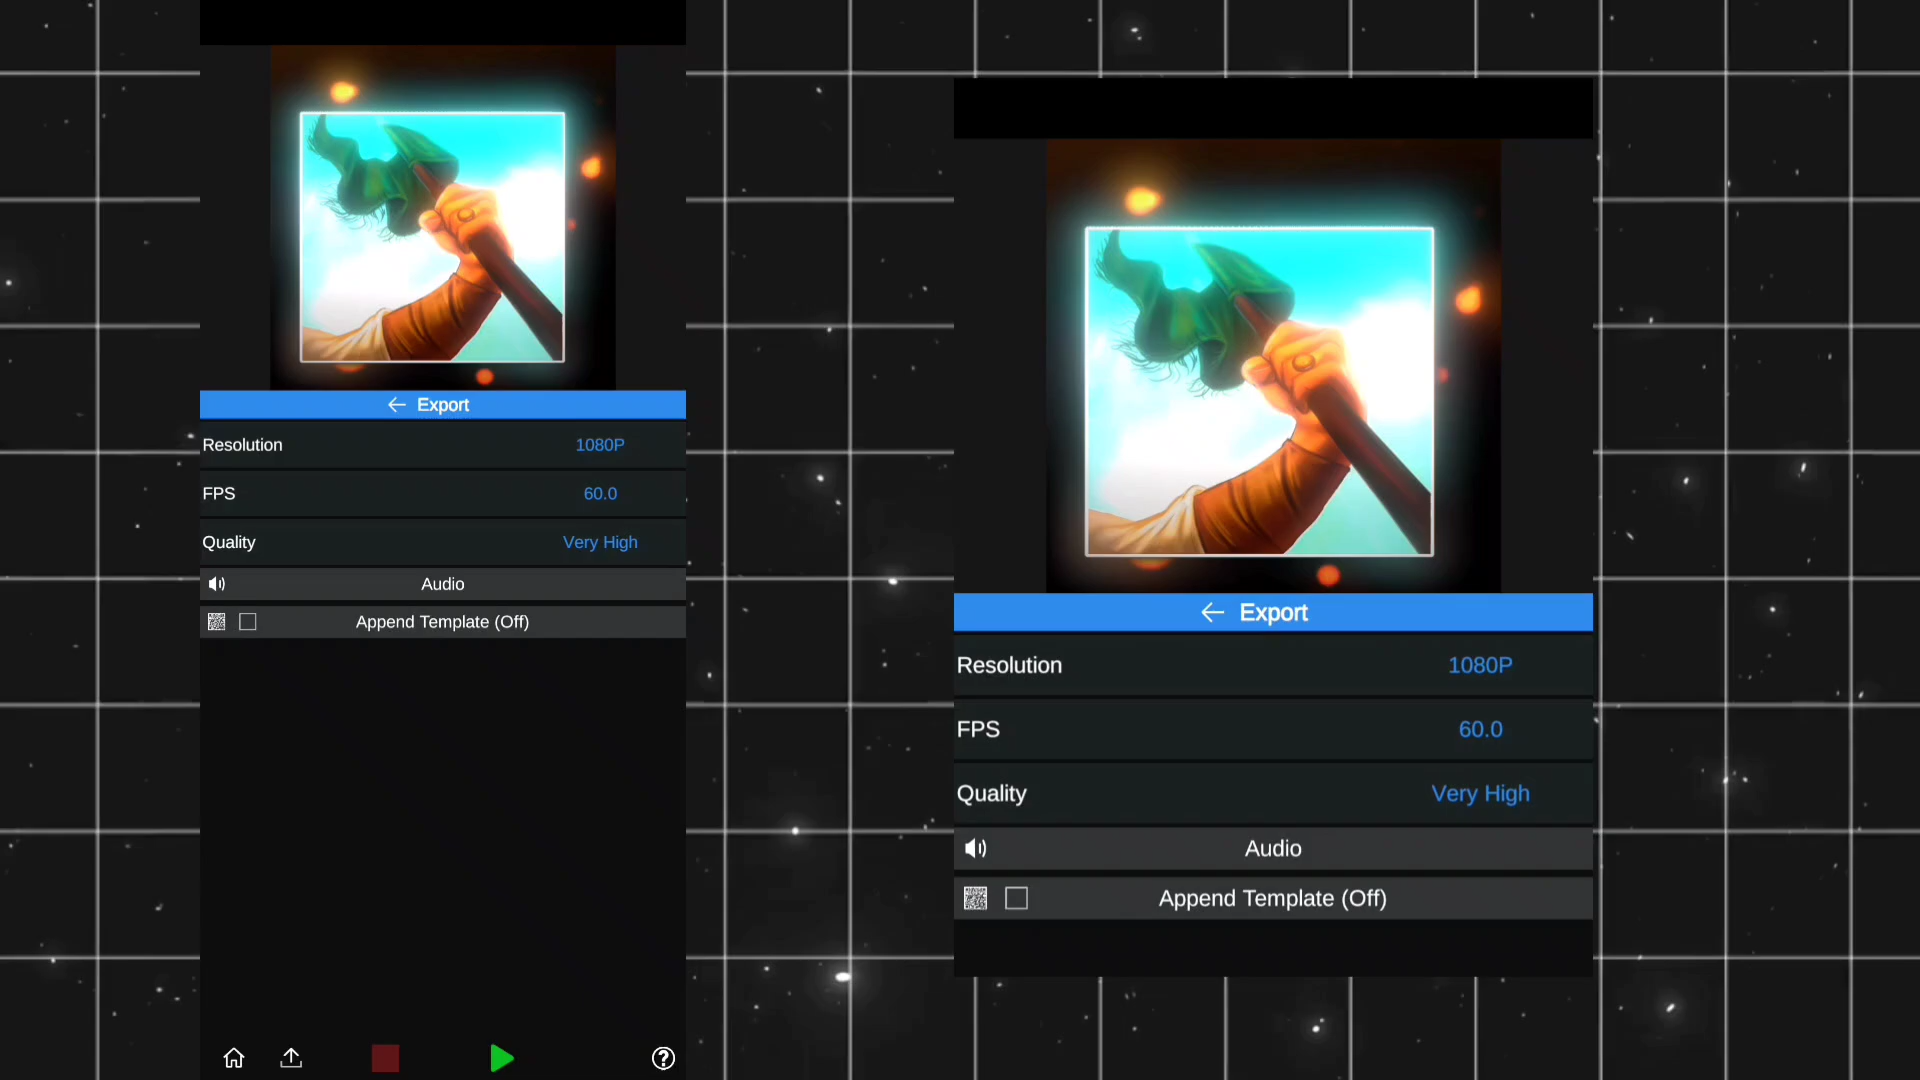 Export
Resolution 1080P
FPS 60.0
Quality Very High
Audio
Append Template (Off)
Export
Resolution 1080P
FPS 60.0
Quality Very High
Audio
Append Template (Off)